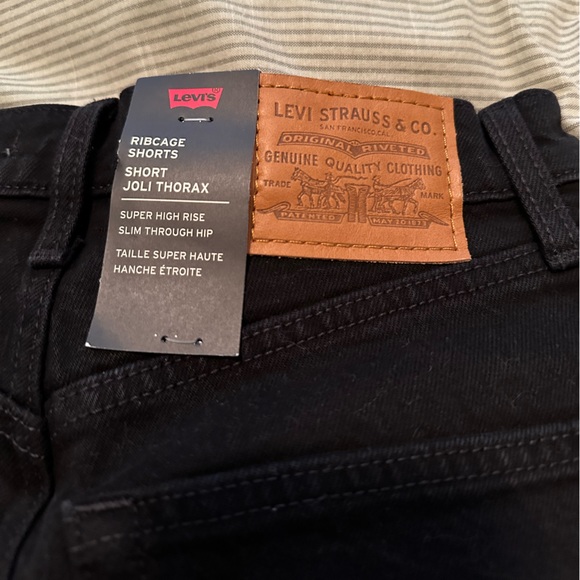 LEVI'S
RIBCAGE
SHORTS
SHORT
JOLI THORAX
SUPER HIGH RISE
SLIM THROUGH HIP
TAILLE SUPER HAUTE
HANCHE ÉTROITE
LEVI STRAUSS & CO.
SAN FRANCISCO, CAL.
ORIGINAL RIVETED
GENUINE QUALITY CLOTHING
TRADE MARK
PATENTED MAY 20 1873